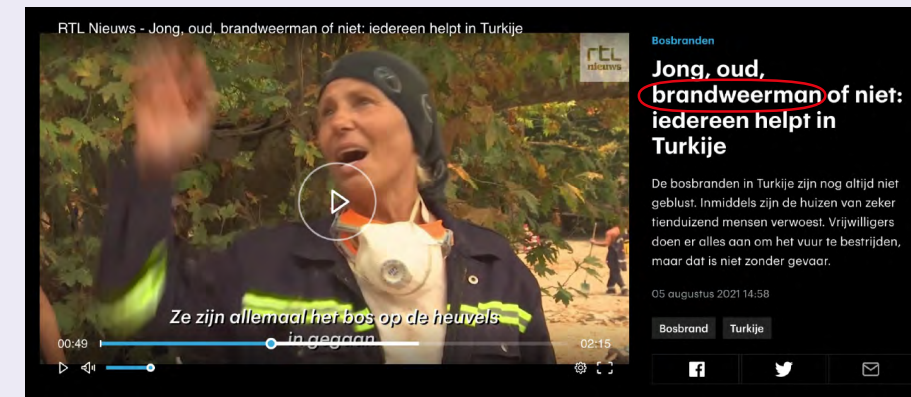 RTL Nieuws - Jong, oud, brandweerman of niet: iedereen helpt in Turkije
rtl
nieuws
Ze zijn allemaal het bos op de heuvels
in gegaan
00:49
02:15
Bosbranden
Jong, oud,
brandweerman of niet:
iedereen helpt in
Turkije
De bosbranden in Turkije zijn nog altijd niet
geblust. Inmiddels zijn de huizen van zeker
tienduizend mensen verwoest. Vrijwilligers
doen er alles aan om het vuur te bestrijden,
maar dat is niet zonder gevaar.
05 augustus 2021 14:58
Bosbrand Turkije